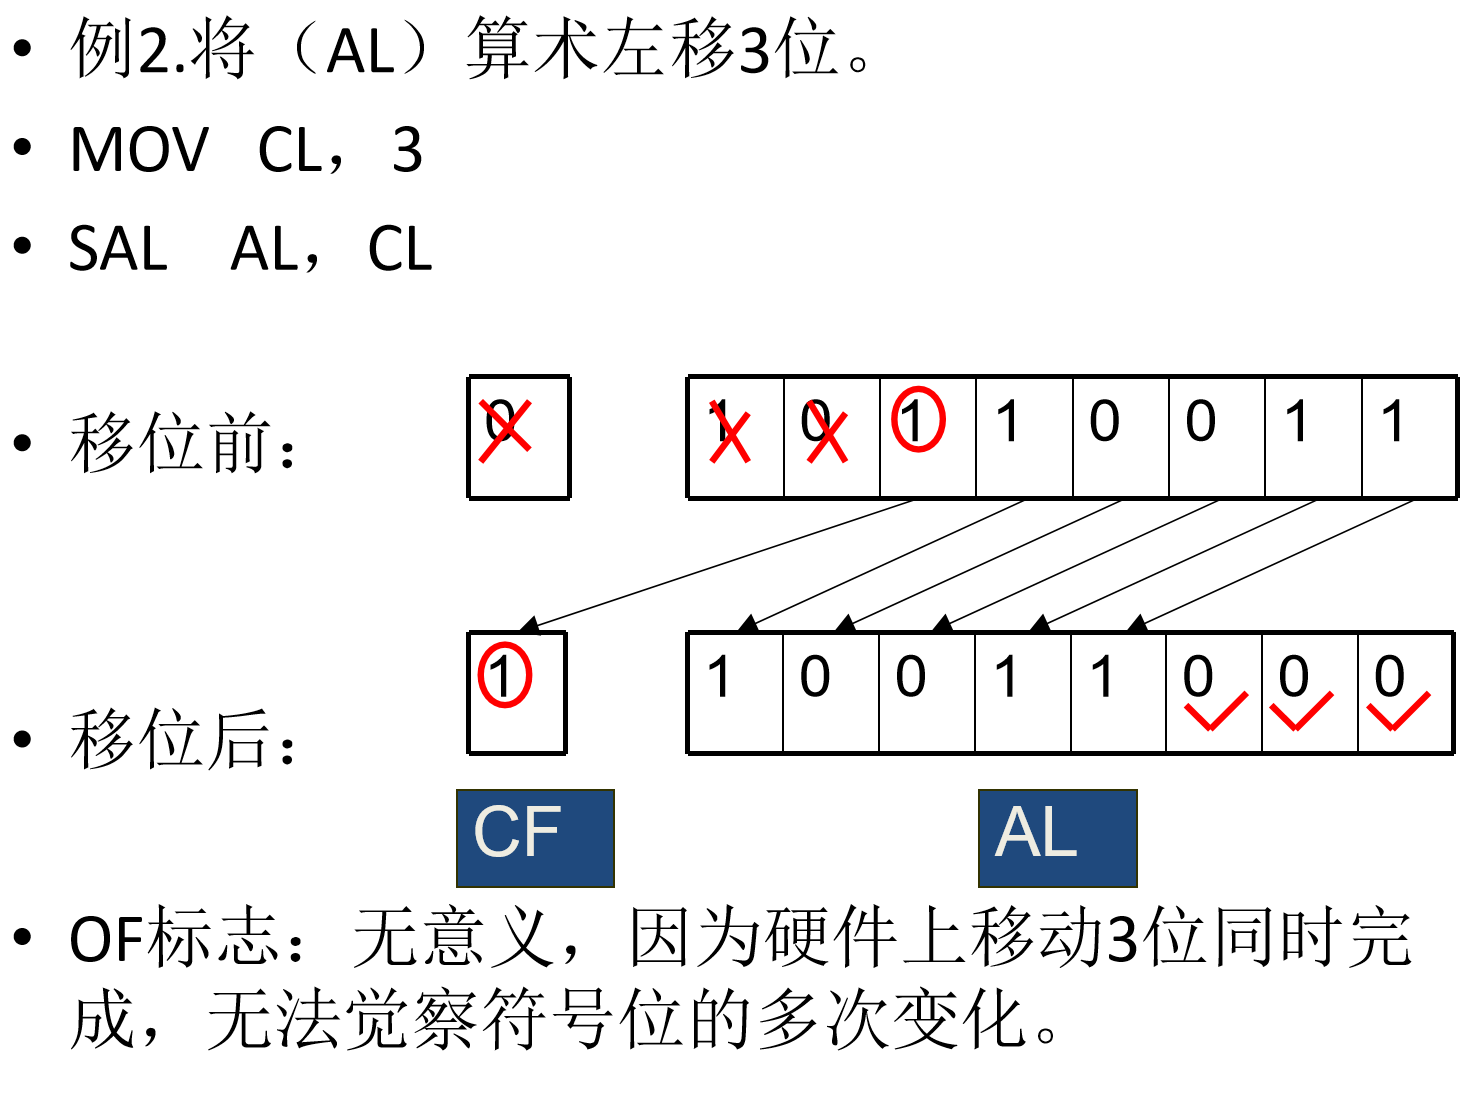 • 例2.将（AL）算术左移3位。
• MOV CL，3
• SAL AL，CL
• 移位前： 0 1 0 1 1 0 0 1 1
• 移位后： 1 1 0 0 1 1 0 0 0
CF AL
• OF标志：无意义，因为硬件上移动3位同时完
成，无法觉察符号位的多次变化。